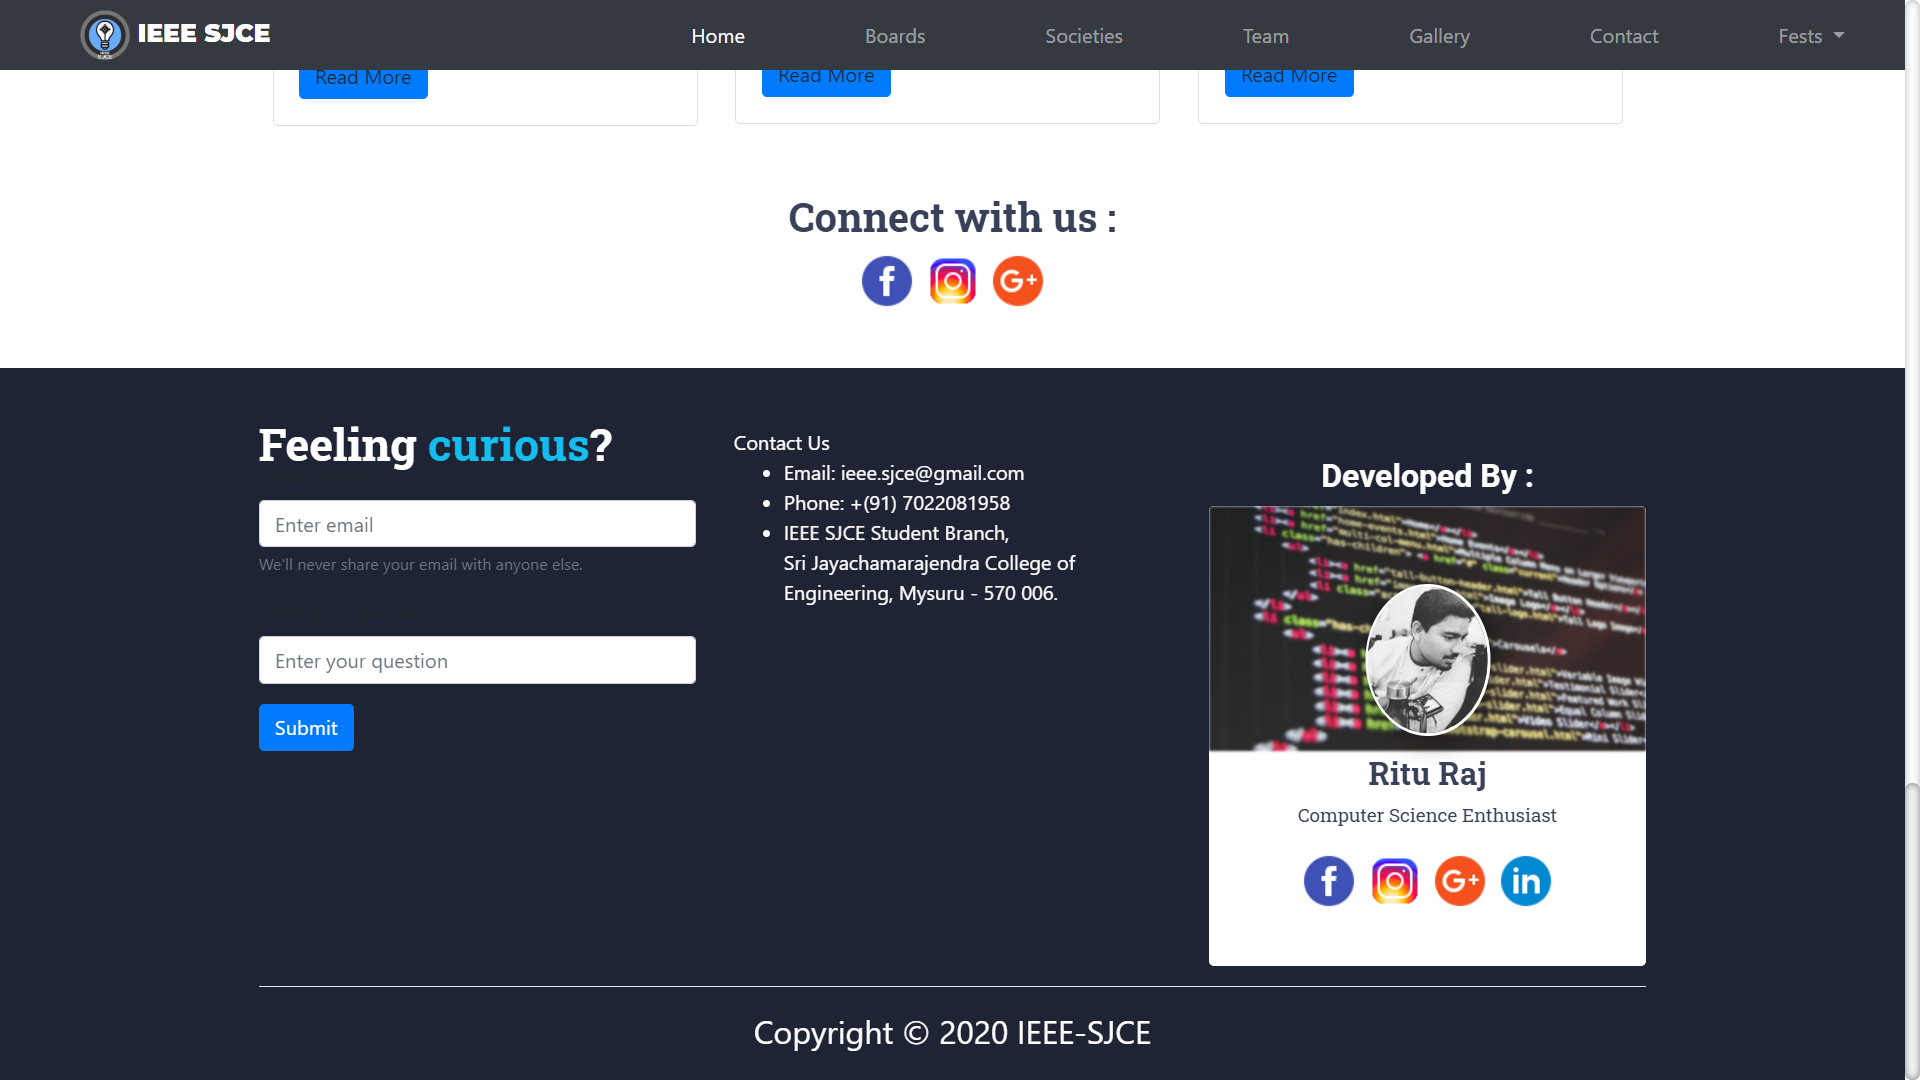 IEEE SJCE
Home Boards Societies Team Gallery Contact Fests
Read More Read More Read More
Connect with us :
Feeling curious?
Enter email
We'll never share your email with anyone else.
Enter your question
Submit
Contact Us
Email: ieee.sjce@gmail.com
Phone: +(91) 7022081958
IEEE SJCE Student Branch,
Sri Jayachamarajendra College of
Engineering, Mysuru - 570 006.
Developed By :
Ritu Raj
Computer Science Enthusiast
Copyright © 2020 IEEE-SJCE